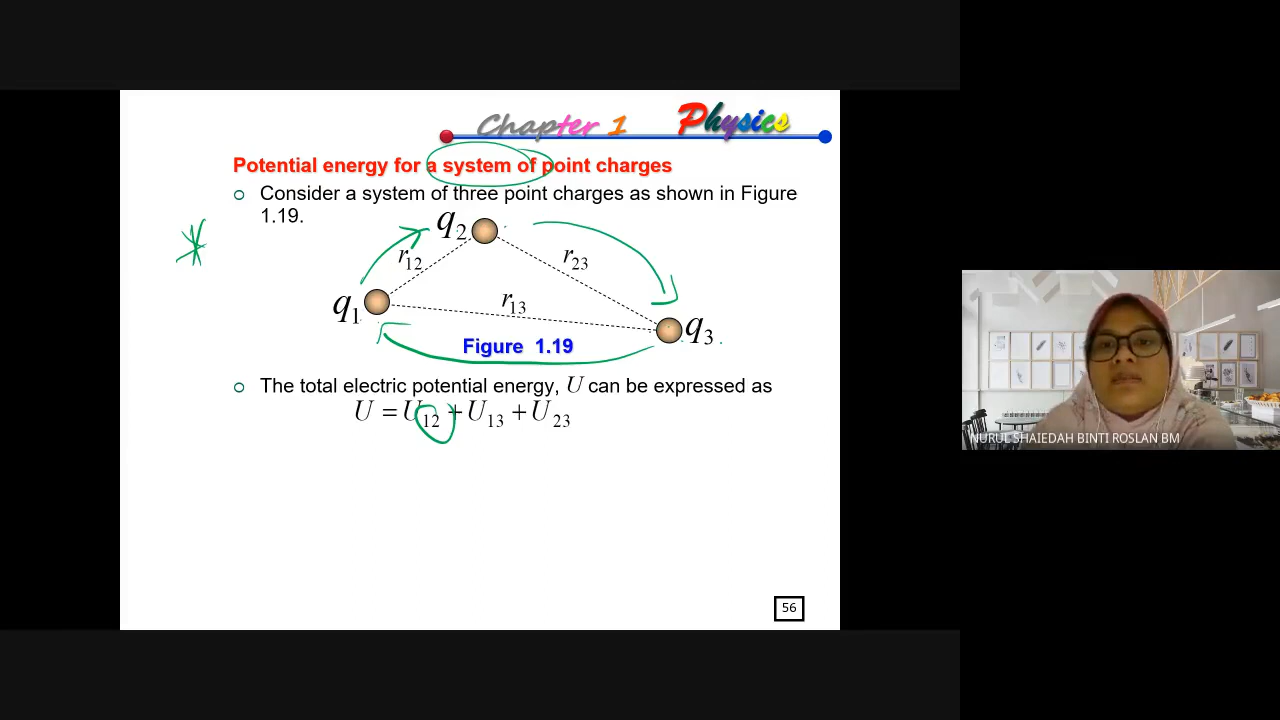 Chapter 1 Physics
Potential energy for a system of point charges
Consider a system of three point charges as shown in Figure
1.19.
q2
r12
r23
q1
r13
q3
Figure 1.19
The total electric potential energy, U can be expressed as
U = U12 + U13 + U23
NURUL SHAIEDAH BINTI ROSLAN BM
56